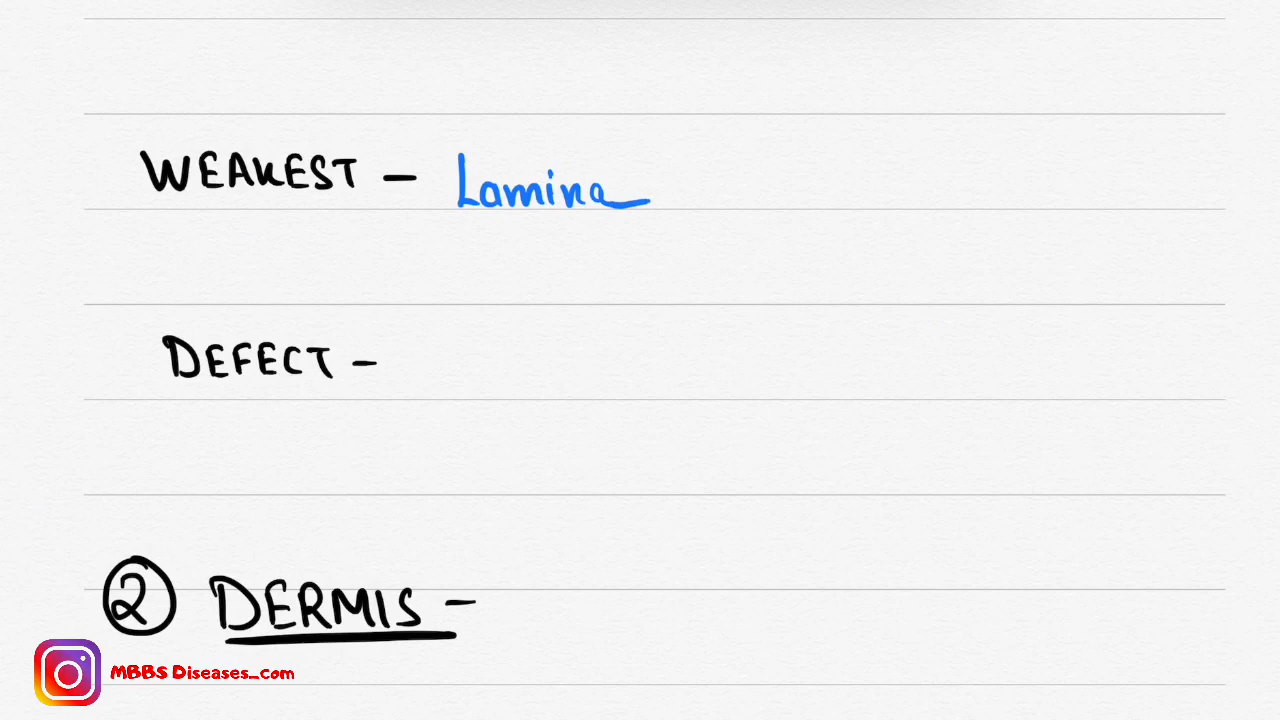 WEAKEST - Lamina
DEFECT -
② DERMIS -
MBBS Diseases_com